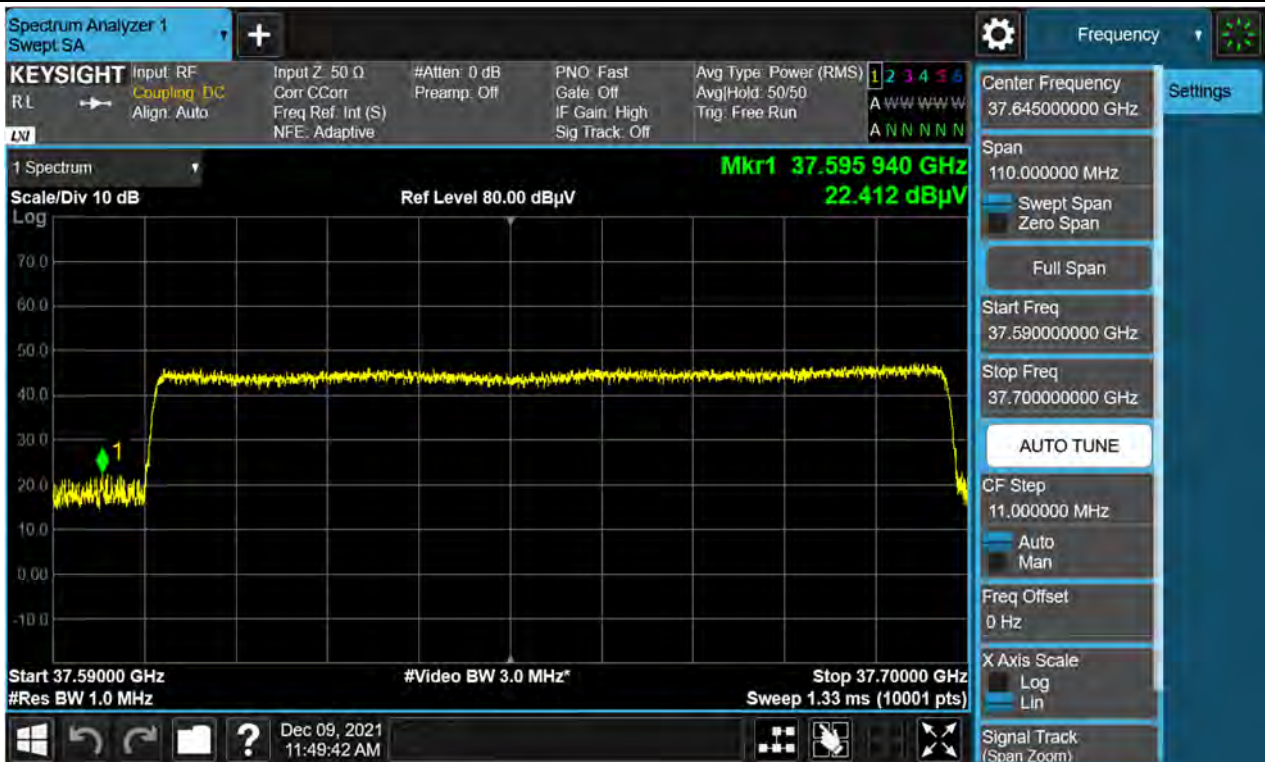 Spectrum Analyzer 1
Swept SA
+
Frequency
KEYSIGHT
RL
LXI
Input: RF
Coupling: DC
Align: Auto
Input Z: 50 Ω
Corr CCorr
Freq Ref: Int (S)
NFE: Adaptive
#Atten: 0 dB
Preamp: Off
PNO: Fast
Gate: Off
IF Gain: High
Sig Track: Off
Avg Type: Power (RMS)
Avg|Hold: 50/50
Trig: Free Run
1 2 3 4 5 6
A W W W W W
A N N N N N
Center Frequency
37.645000000 GHz
Settings
1 Spectrum
Mkr1 37.595 940 GHz
22.412 dBµV
Scale/Div 10 dB
Ref Level 80.00 dBµV
Log
70.0
60.0
50.0
40.0
30.0
20.0
10.0
0.00
-10.0
1
Start 37.59000 GHz
#Video BW 3.0 MHz*
Stop 37.70000 GHz
#Res BW 1.0 MHz
Sweep 1.33 ms (10001 pts)
Span
110.000000 MHz
Swept Span
Zero Span
Full Span
Start Freq
37.590000000 GHz
Stop Freq
37.700000000 GHz
AUTO TUNE
CF Step
11.000000 MHz
Auto
Man
Freq Offset
0 Hz
X Axis Scale
Log
Lin
Signal Track
(Span Zoom)
?
Dec 09, 2021
11:49:42 AM